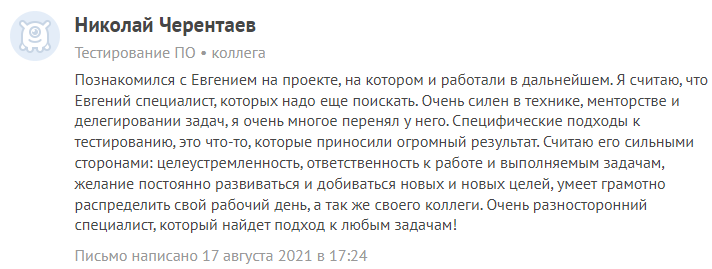 Николай Черентаев
Тестирование ПО • коллега
Познакомился с Евгением на проекте, на котором и работали в дальнейшем. Я считаю, что
Евгений специалист, которых надо еще поискать. Очень силен в технике, менторстве и
делегировании задач, я очень многое перенял у него. Специфические подходы к
тестированию, это что-то, которые приносили огромный результат. Считаю его сильными
сторонами: целеустремленность, ответственность к работе и выполняемым задачам,
желание постоянно развиваться и добиваться новых и новых целей, умеет грамотно
распределить свой рабочий день, а так же своего коллеги. Очень разносторонний
специалист, который найдет подход к любым задачам!
Письмо написано 17 августа 2021 в 17:24